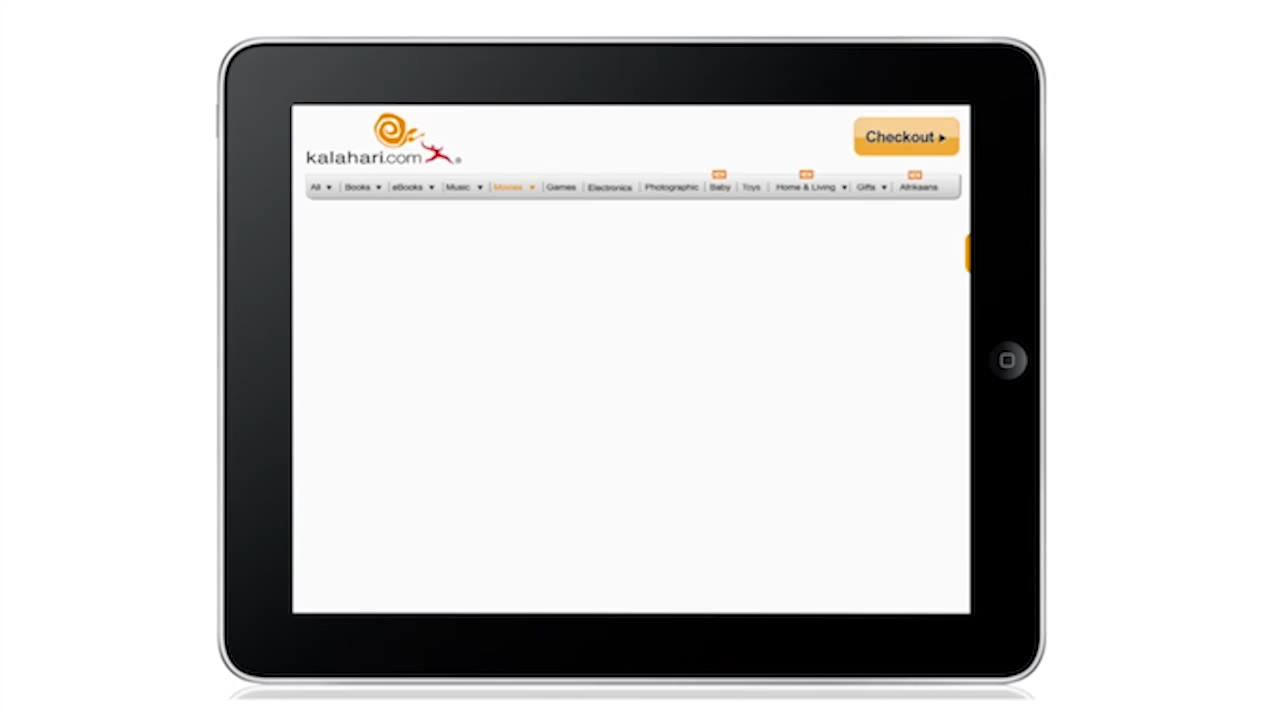 kalahari.com
Checkout
All Books eBooks Music Movies Games Electronics Photographic Baby Toys Home & Living Gifts Afrikaans